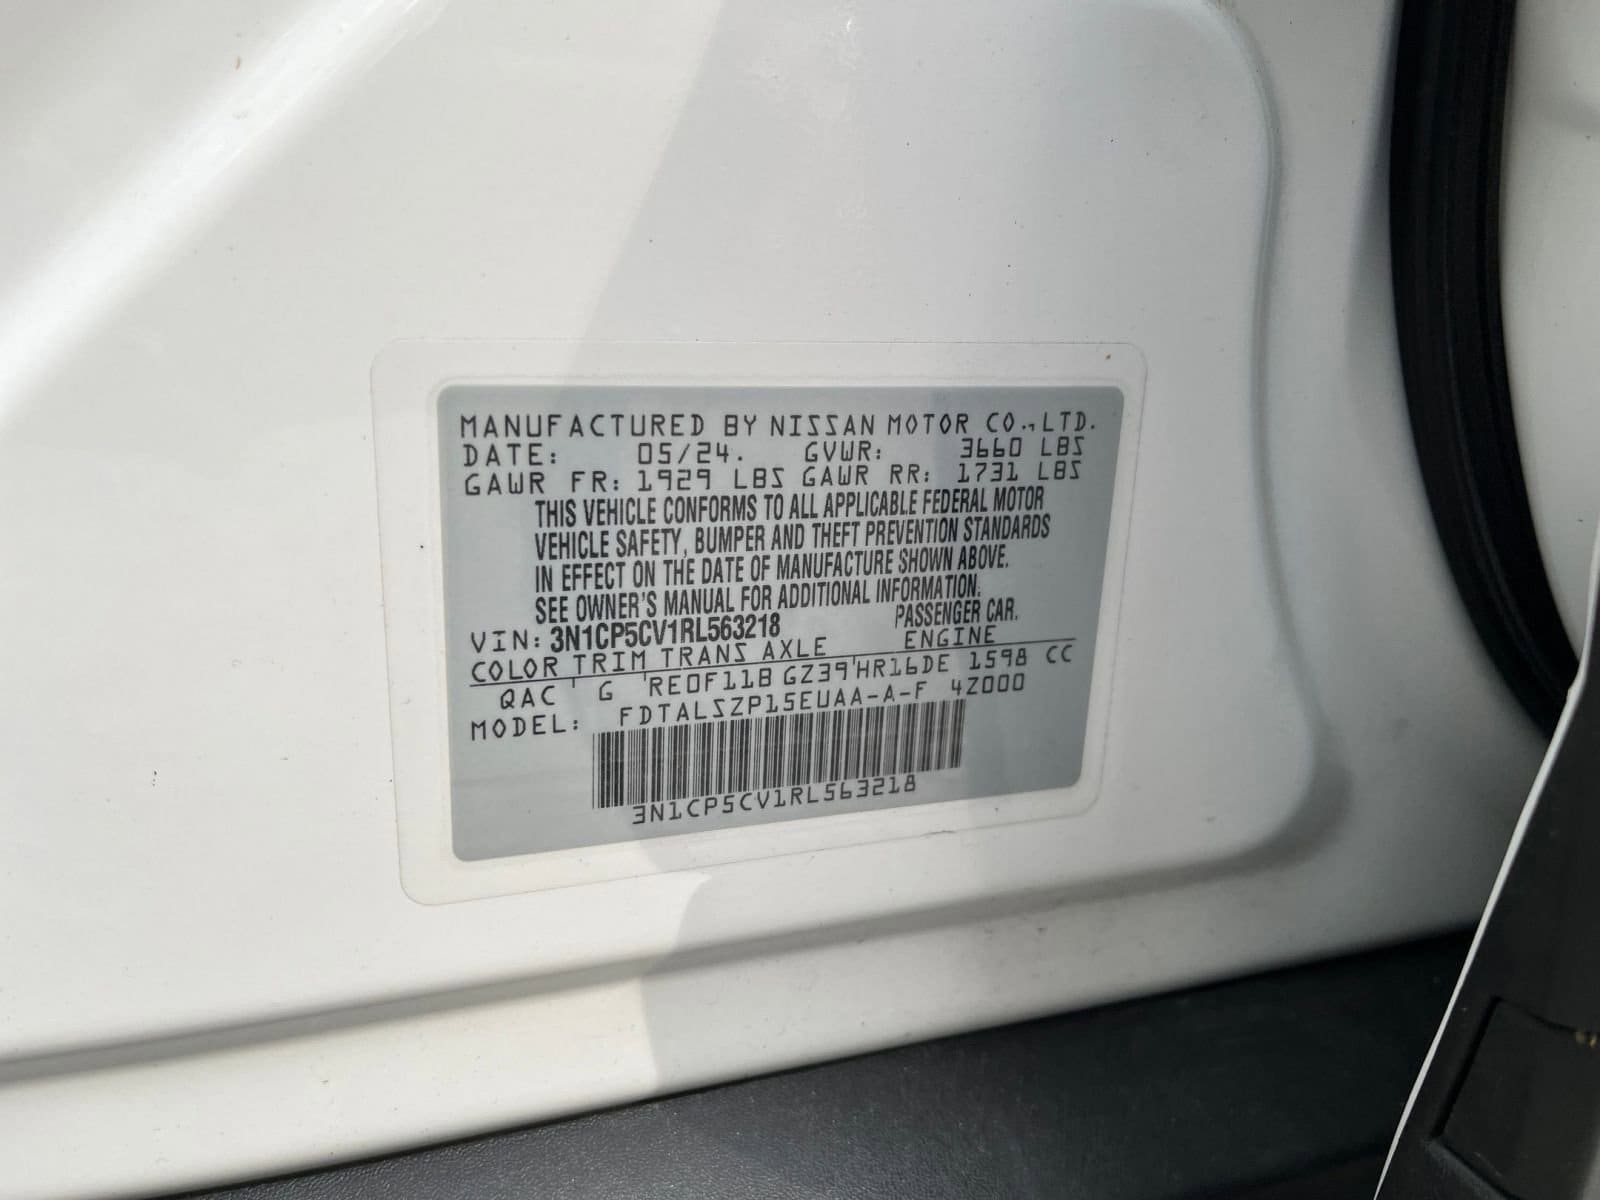 MANUFACTURED BY NISSAN MOTOR CO.,LTD.
DATE: 05/24. GVWR: 3660 LBS
GAWR FR: 1929 LBS GAWR RR: 1731 LBS
THIS VEHICLE CONFORMS TO ALL APPLICABLE FEDERAL MOTOR
VEHICLE SAFETY, BUMPER AND THEFT PREVENTION STANDARDS
IN EFFECT ON THE DATE OF MANUFACTURE SHOWN ABOVE.
SEE OWNER'S MANUAL FOR ADDITIONAL INFORMATION.
VIN: 3N1CP5CV1RL563218 PASSENGER CAR.
COLOR TRIM TRANS AXLE ENGINE
QAC G RE0F11B GZ39 HR16DE 1598 CC
MODEL: FDTALSZP15EUAA-A-F 4Z000
3N1CP5CV1RL563218